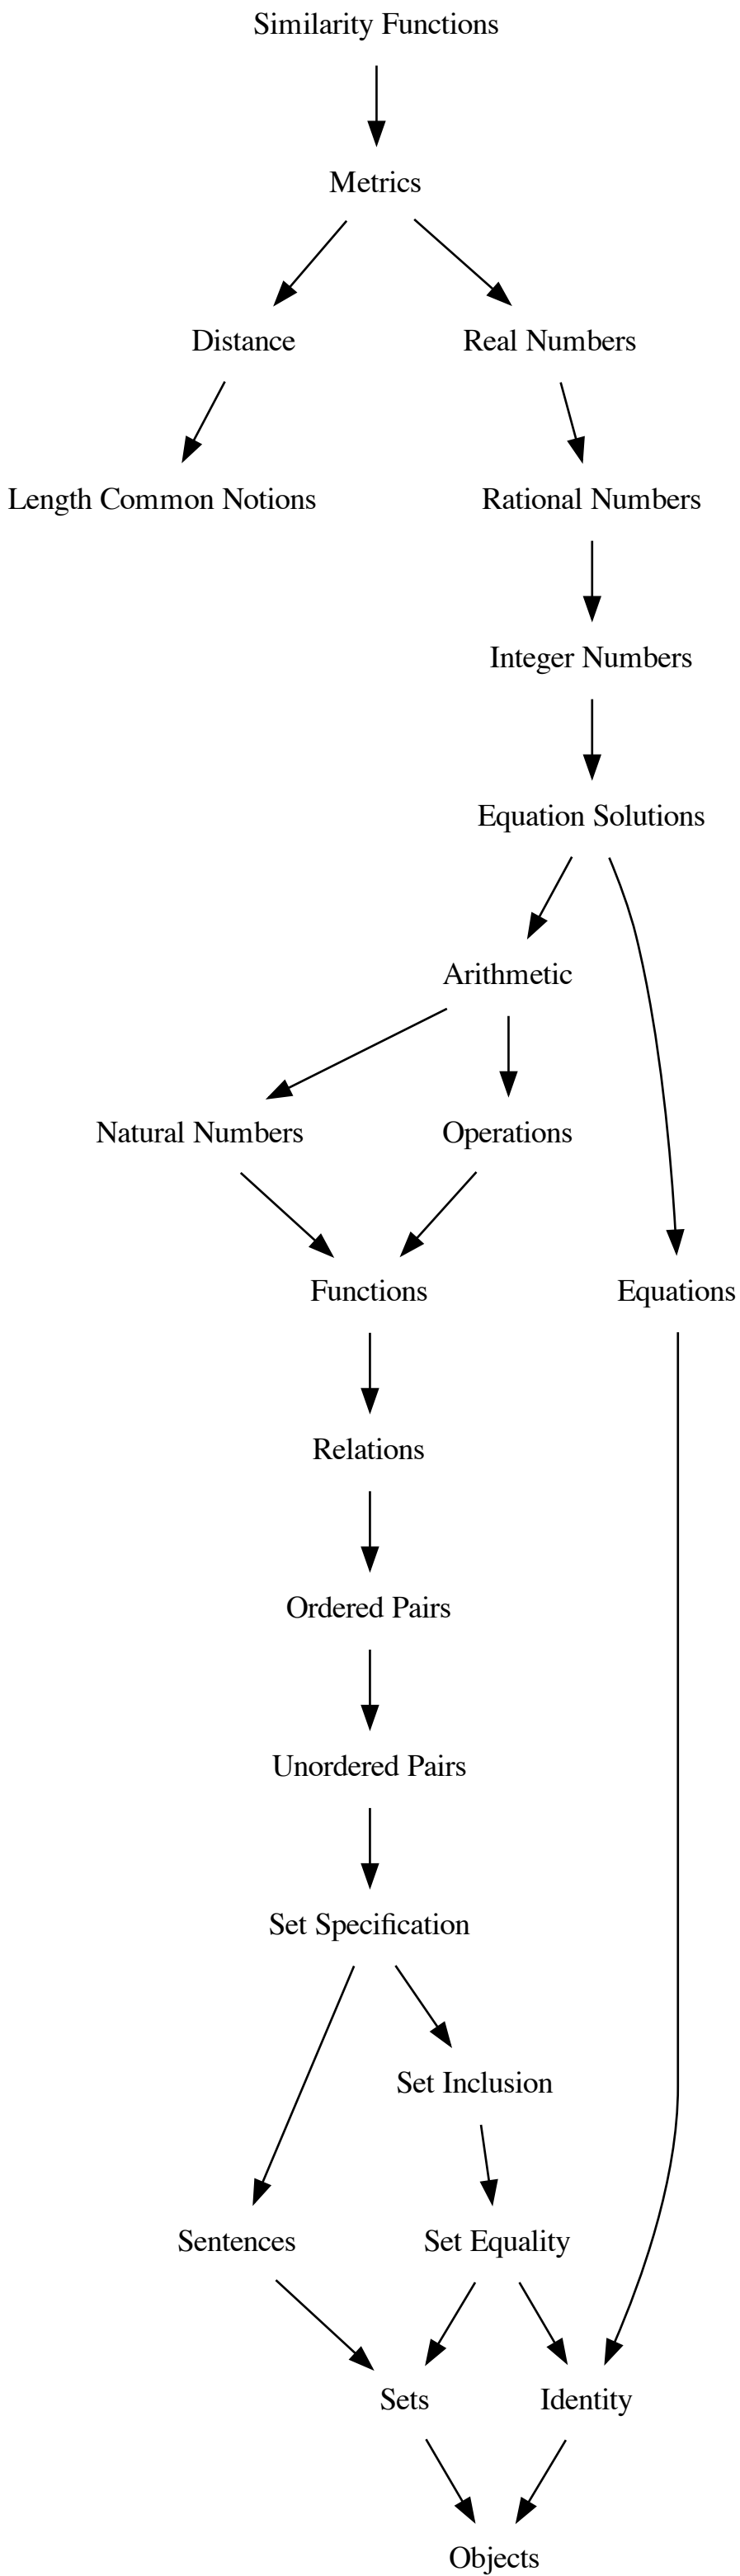 Similarity Functions
Metrics
Distance
Real Numbers
Length Common Notions
Rational Numbers
Integer Numbers
Equation Solutions
Arithmetic
Natural Numbers
Operations
Functions
Equations
Relations
Ordered Pairs
Unordered Pairs
Set Specification
Set Inclusion
Sentences
Set Equality
Sets
Identity
Objects